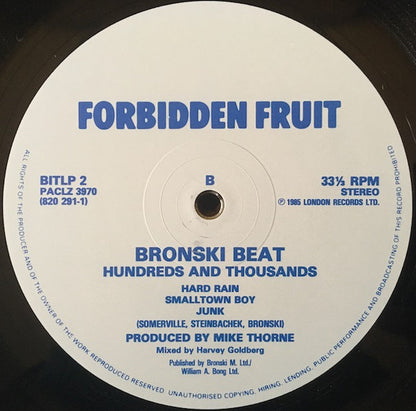 FORBIDDEN FRUIT
BITLP 2
PACLZ 3970
(820 291-1)
B
33⅓ RPM
STEREO
℗ 1985 LONDON RECORDS LTD.
BRONSKI BEAT
HUNDREDS AND THOUSANDS
HARD RAIN
SMALLTOWN BOY
JUNK
(SOMERVILLE, STEINBACHEK, BRONSKI)
PRODUCED BY MIKE THORNE
Mixed by Harvey Goldberg
Published by Bronski M. Ltd./
William A. Bong Ltd.
ALL RIGHTS OF THE PRODUCER AND OF THE OWNER OF THE WORK REPRODUCED RESERVED. UNAUTHORISED COPYING, HIRING, LENDING, PUBLIC PERFORMANCE AND BROADCASTING OF THIS RECORD PROHIBITED